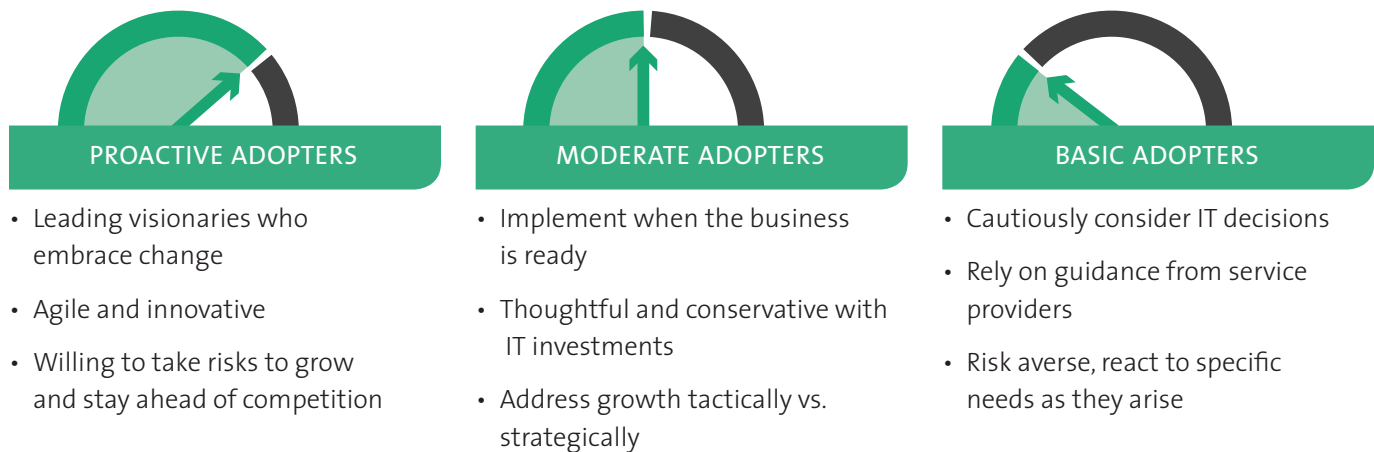 PROACTIVE ADOPTERS
• Leading visionaries who
embrace change
• Agile and innovative
• Willing to take risks to grow
and stay ahead of competition
MODERATE ADOPTERS
• Implement when the business
is ready
• Thoughtful and conservative with
IT investments
• Address growth tactically vs.
strategically
BASIC ADOPTERS
• Cautiously consider IT decisions
• Rely on guidance from service
providers
• Risk averse, react to specific
needs as they arise